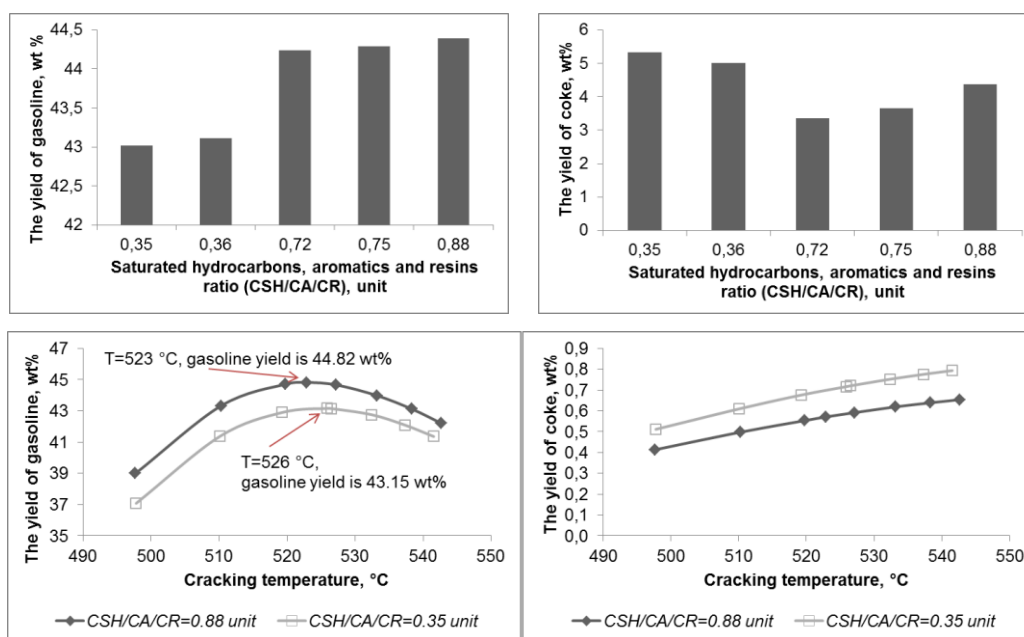 The yield of gasoline, wt %
44,5
44
43,5
43
42,5
42
0,35 0,36 0,72 0,75 0,88
Saturated hydrocarbons, aromatics and resins
ratio (CSH/CA/CR), unit
The yield of coke, wt%
6
5
4
3
2
1
0
0,35 0,36 0,72 0,75 0,88
Saturated hydrocarbons, aromatics and resins
ratio (CSH/CA/CR), unit
The yield of gasoline, wt%
47
45
43
41
39
37
35
T=523 °C, gasoline yield is 44.82 wt%
T=526 °C,
gasoline yield is 43.15 wt%
490 500 510 520 530 540 550
Cracking temperature, °C
CSH/CA/CR=0.88 unit CSH/CA/CR=0.35 unit
The yield of coke, wt%
0,9
0,8
0,7
0,6
0,5
0,4
0,3
0,2
0,1
0,0
490 500 510 520 530 540 550
Cracking temperature, °C
CSH/CA/CR=0.88 unit CSH/CA/CR=0.35 unit